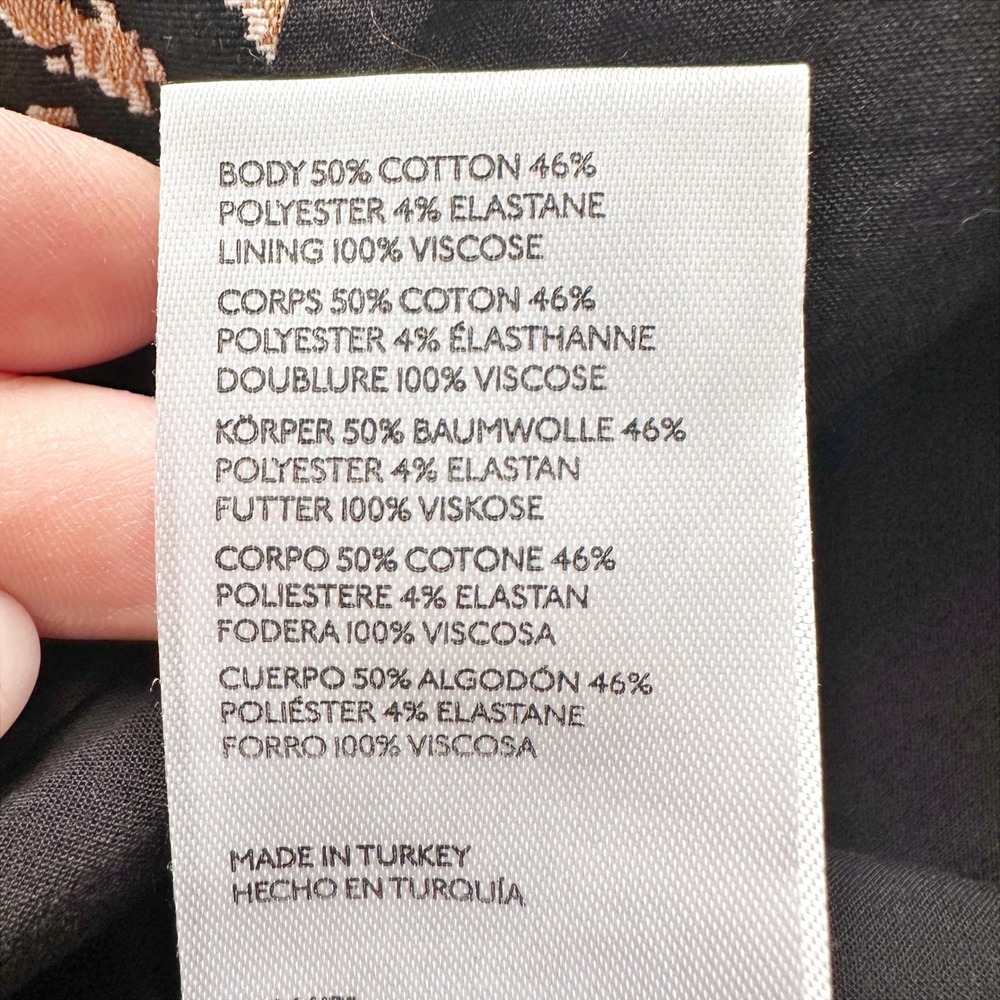 BODY 50% COTTON 46%
POLYESTER 4% ELASTANE
LINING 100% VISCOSE
CORPS 50% COTON 46%
POLYESTER 4% ÉLASTHANNE
DOUBLURE 100% VISCOSE
KÖRPER 50% BAUMWOLLE 46%
POLYESTER 4% ELASTAN
FUTTER 100% VISKOSE
CORPO 50% COTONE 46%
POLIESTERE 4% ELASTAN
FODERA 100% VISCOSA
CUERPO 50% ALGODÓN 46%
POLIÉSTER 4% ELASTANE
FORRO 100% VISCOSA
MADE IN TURKEY
HECHO EN TURQUÍA